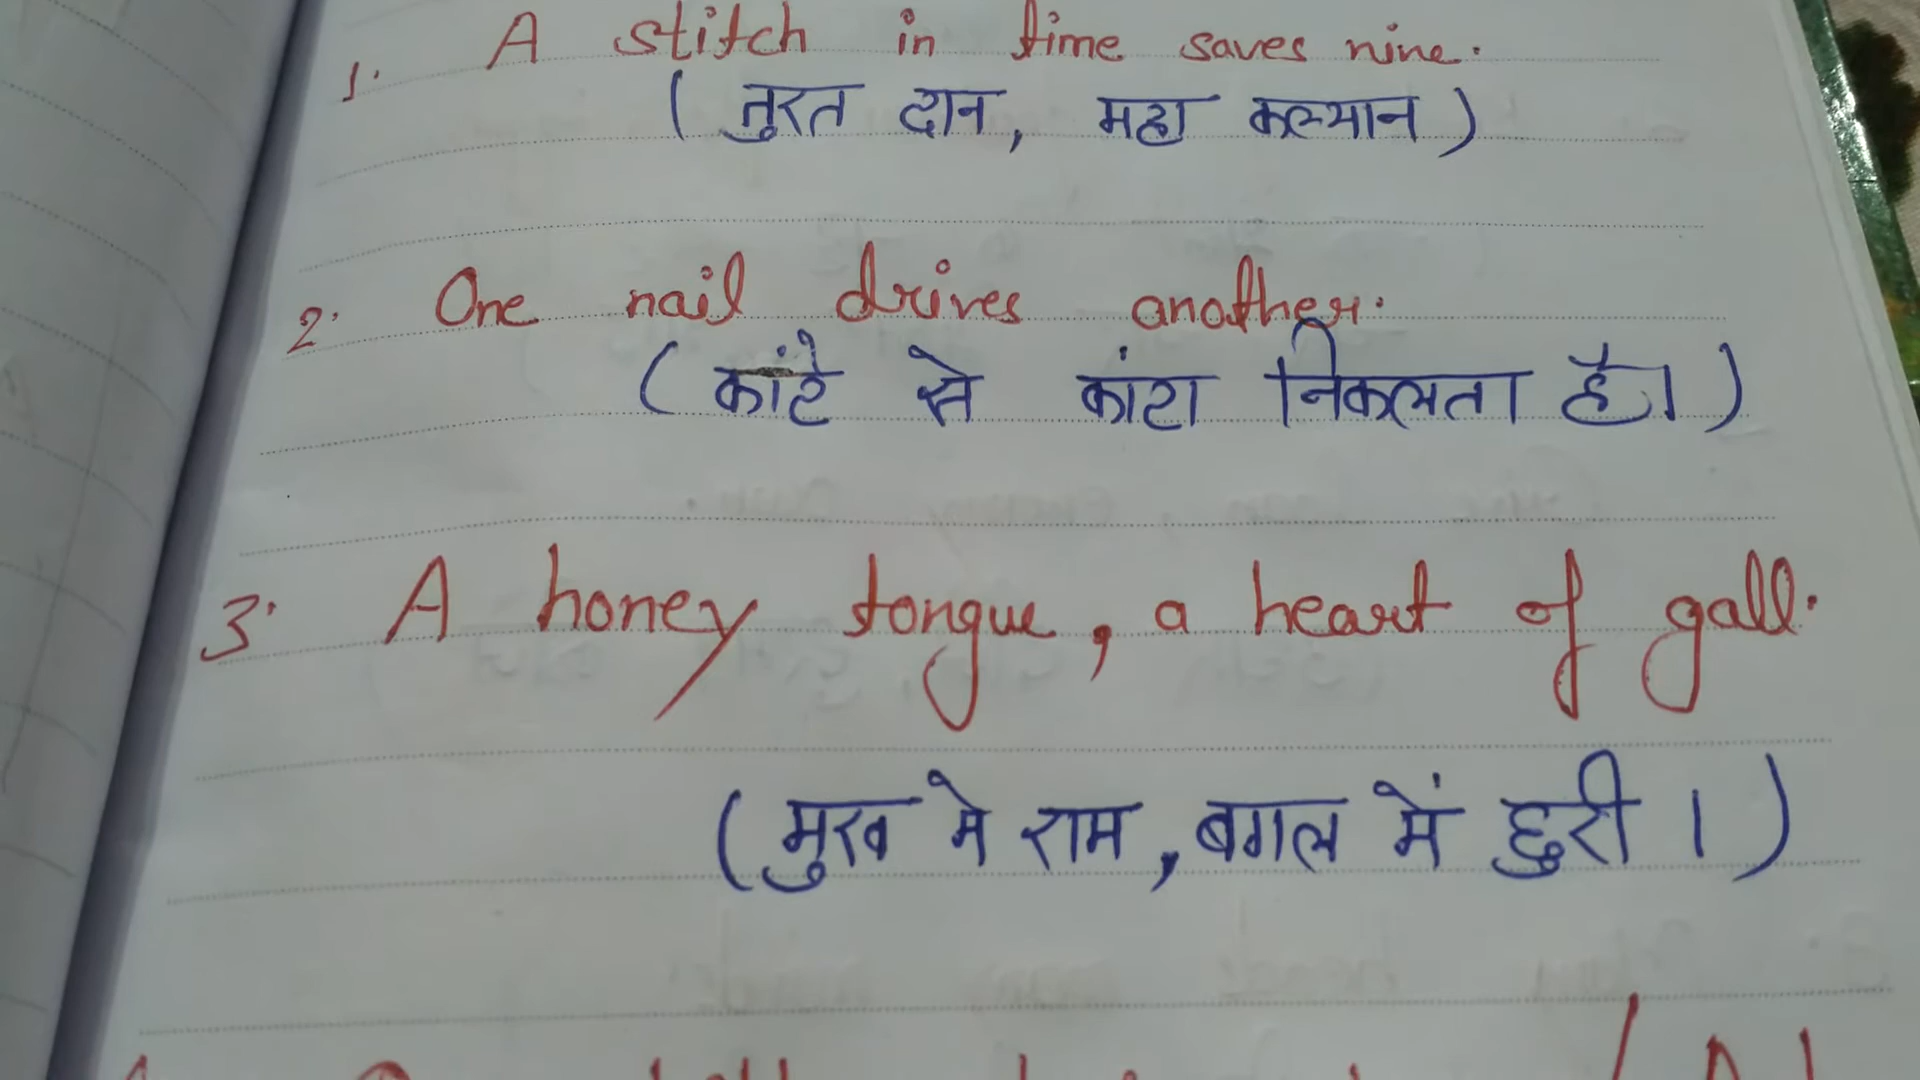 1. A stitch in time saves nine.
( तुरत दान, महा कल्यान )
2. One nail drives another.
( कांटे से कांटा निकलता है। )
3. A honey tongue, a heart of gall.
( मुख मे राम, बगल में छुरी । )